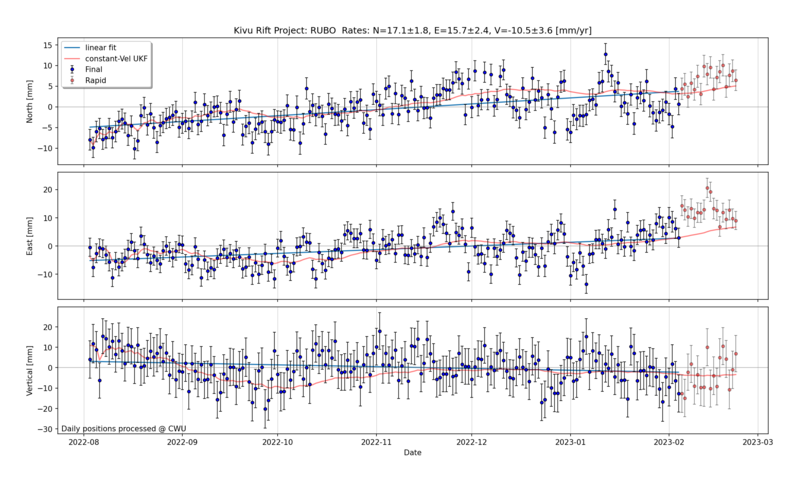 Kivu Rift Project: RUBO Rates: N=17.1±1.8, E=15.7±2.4, V=-10.5±3.6 [mm/yr]
linear fit
constant-Vel UKF
Final
Rapid
North [mm]
15
10
5
0
−5
−10
East [mm]
20
10
0
−10
Vertical [mm]
20
10
0
−10
−20
−30
Daily positions processed @ CWU
2022-08 2022-09 2022-10 2022-11 2022-12 2023-01 2023-02 2023-03
Date